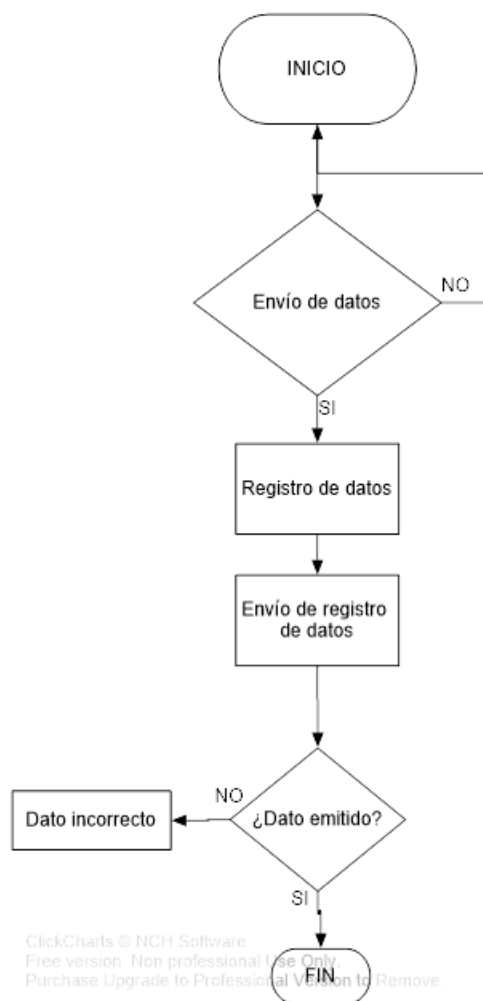 INICIO
Envío de datos
NO
SI
Registro de datos
Envío de registro
de datos
NO
Dato incorrecto
¿Dato emitido?
SI
FIN
ClickCharts © NCH Software
Free version. Non professional Use Only.
Purchase Upgrade to Professional Version to Remove.